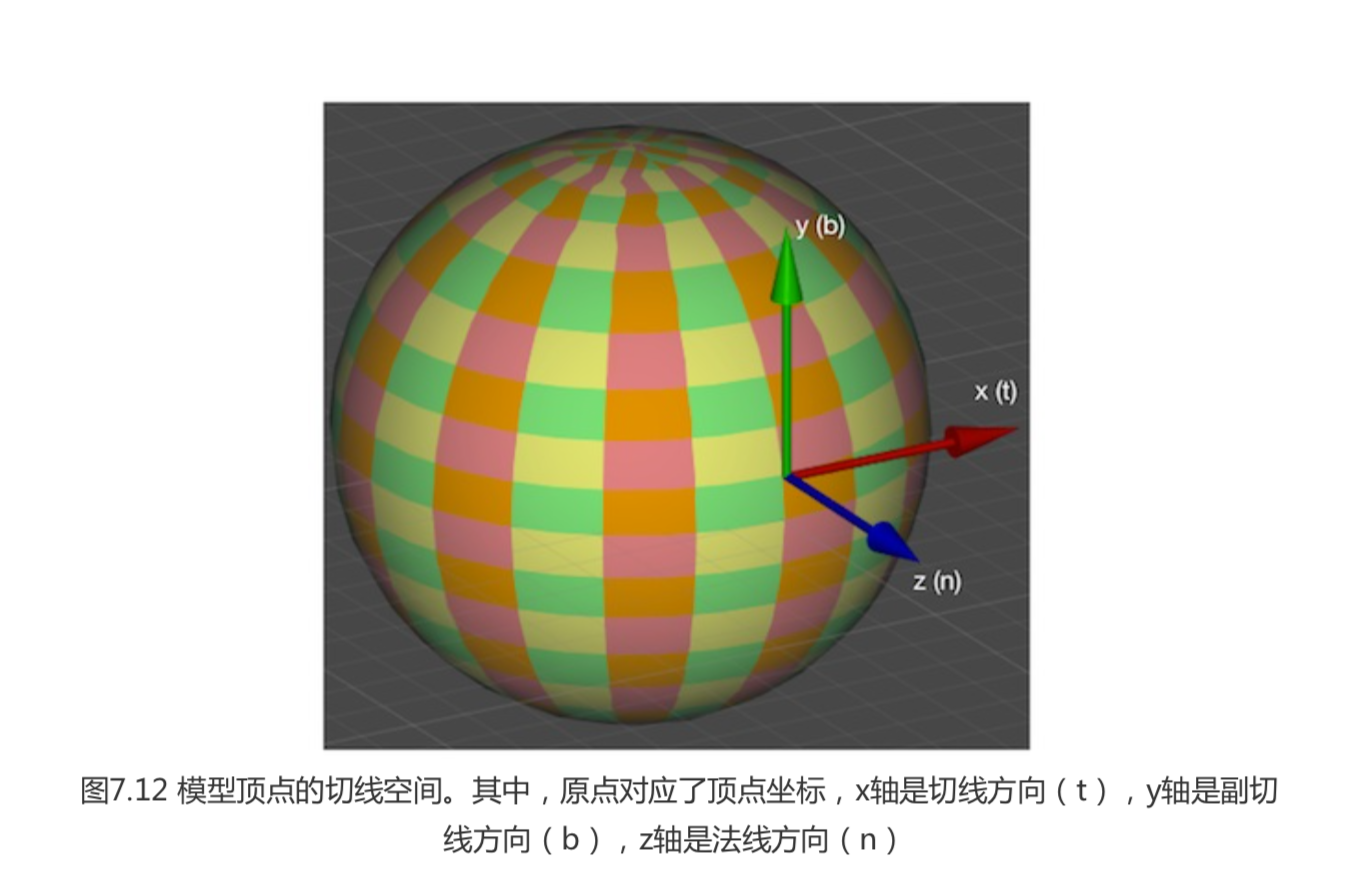 y (b)
x (t)
z (n)
图7.12 模型顶点的切线空间。其中，原点对应了顶点坐标，x轴是切线方向（t），y轴是副切
线方向（b），z轴是法线方向（n）